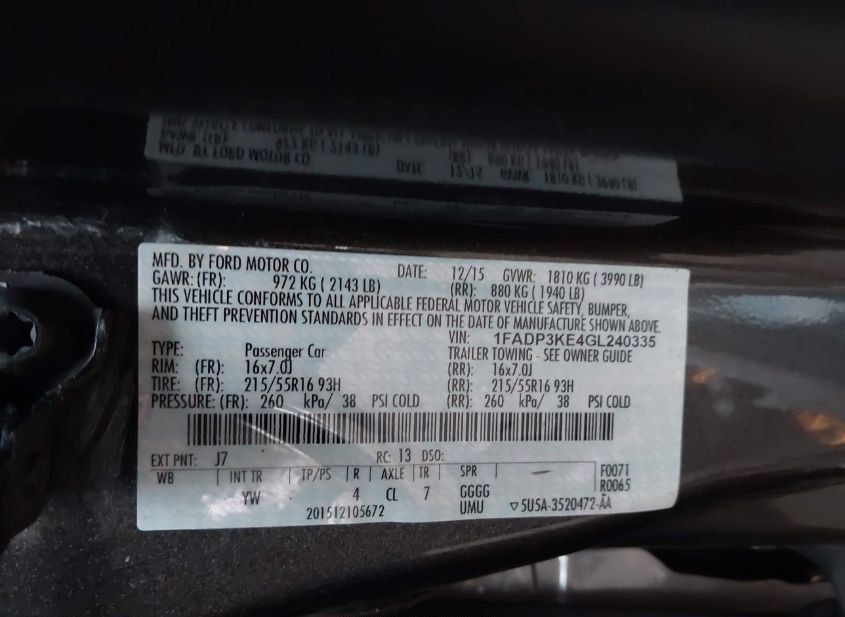 MFD. BY FORD MOTOR CO. DATE: 12/15 GVWR: 1810 KG ( 3990 LB)
GAWR: (FR): 972 KG ( 2143 LB) (RR): 880 KG ( 1940 LB)
THIS VEHICLE CONFORMS TO ALL APPLICABLE FEDERAL MOTOR VEHICLE SAFETY, BUMPER,
AND THEFT PREVENTION STANDARDS IN EFFECT ON THE DATE OF MANUFACTURE SHOWN ABOVE.
VIN: 1FADP3KE4GL240335
TYPE: Passenger Car TRAILER TOWING - SEE OWNER GUIDE
RIM: (FR): 16x7.0J (RR): 16x7.0J
TIRE: (FR): 215/55R16 93H (RR): 215/55R16 93H
PRESSURE: (FR): 260 kPa/ 38 PSI COLD (RR): 260 kPa/ 38 PSI COLD
EXT PNT: J7 RC: 13 DSO:
WB INT TR TP/PS R AXLE TR SPR F0071
R0065
YW 4 CL 7 GGGG
201512105672 UMU 5U5A-3520472-AA